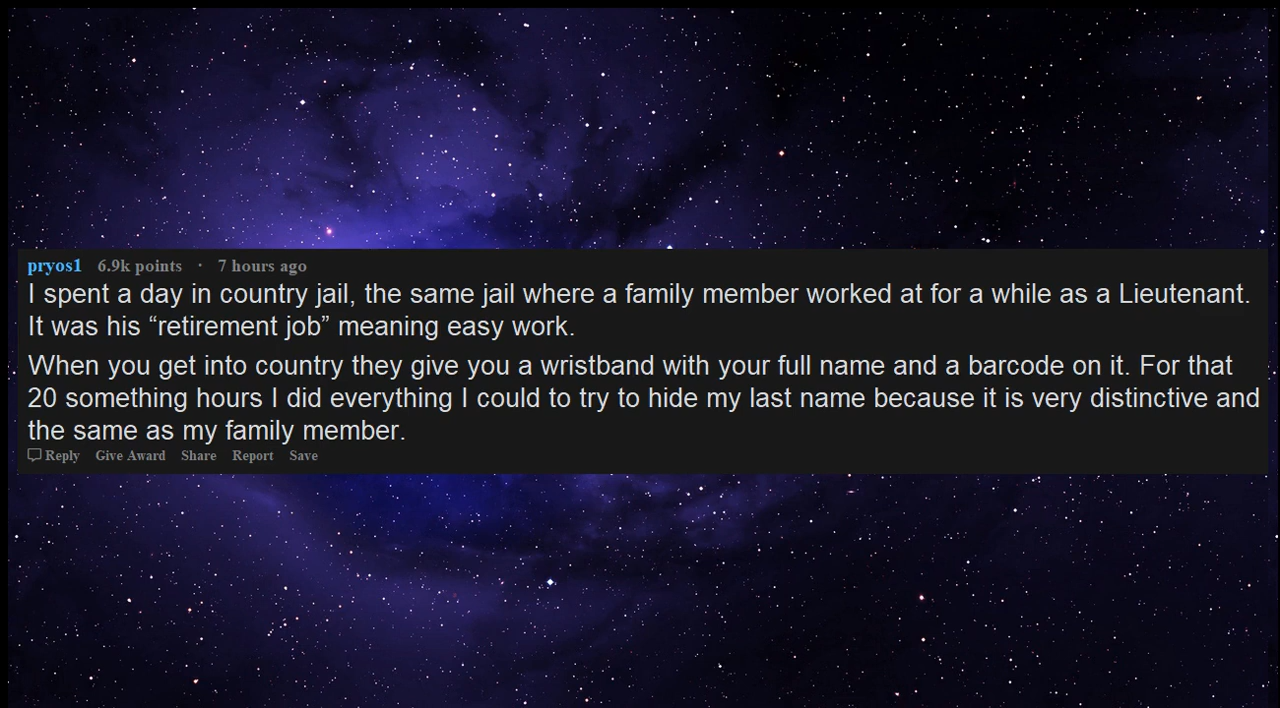 pryos1 6.9k points · 7 hours ago
I spent a day in country jail, the same jail where a family member worked at for a while as a Lieutenant.
It was his “retirement job” meaning easy work.
When you get into country they give you a wristband with your full name and a barcode on it. For that
20 something hours I did everything I could to try to hide my last name because it is very distinctive and
the same as my family member.
Reply Give Award Share Report Save